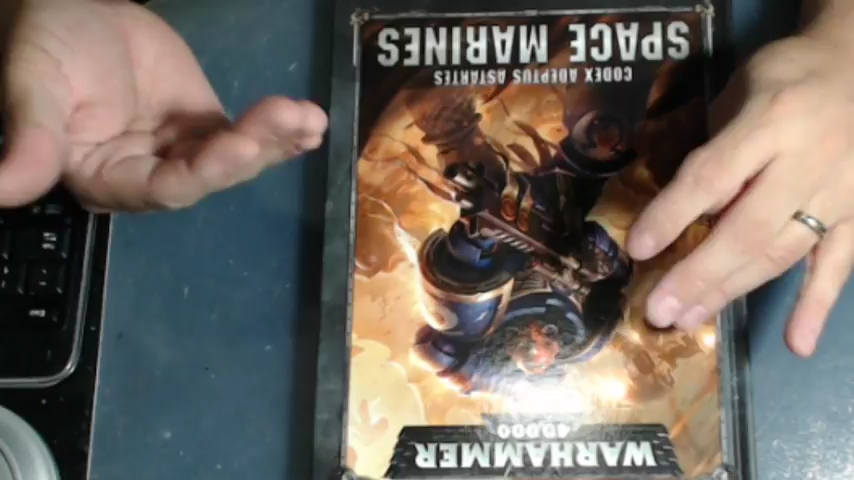 WARHAMMER
40,000
CODEX ADEPTUS ASTARTES
SPACE MARINES